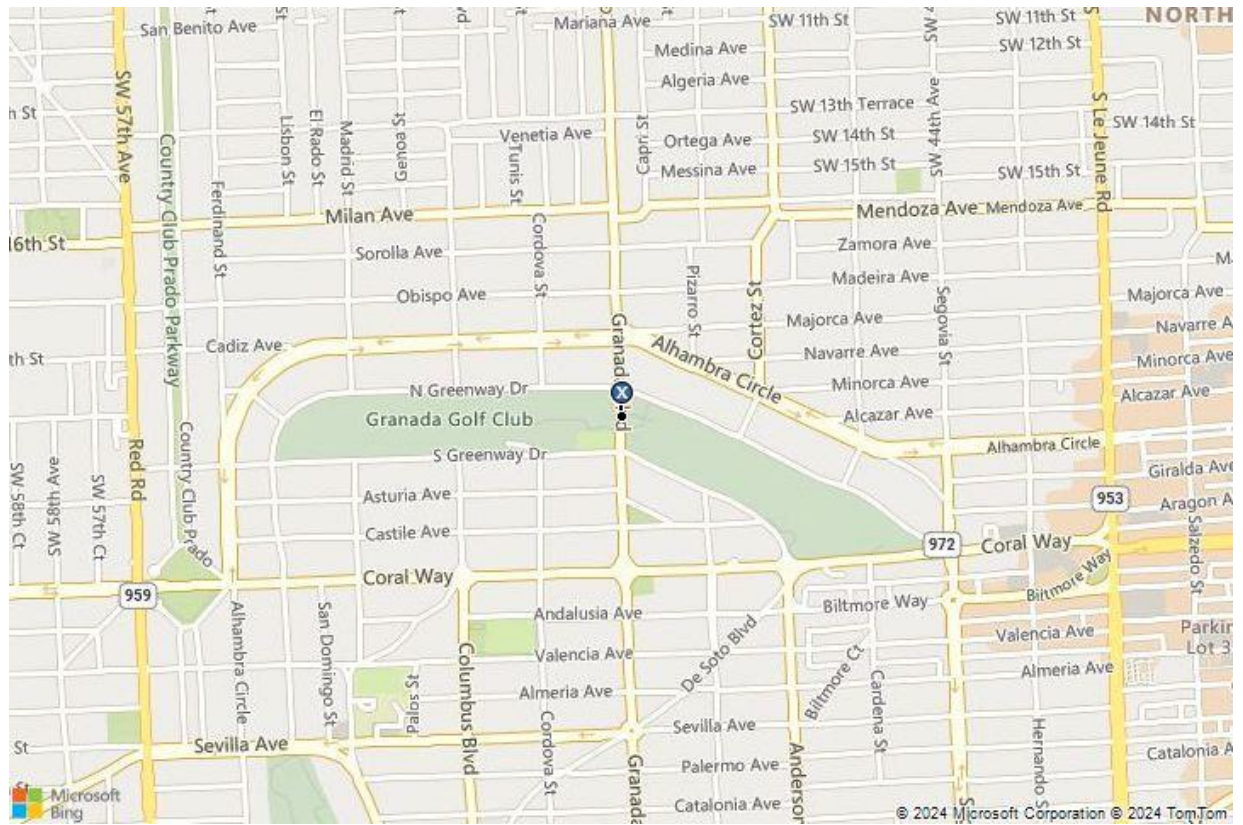 Mariana Ave
SW 11th St
SW 11th St
NORTH
San Benito Ave
Blvd
Medina Ave
SW 12th St
Algeria Ave
SW 57th Ave
SW 13th Terrace
SW 44th Ave
S Le Jeune Rd
Country Club Prado Parkway
Lisbon St
El Rado St
Madrid St
Genoa St
Venetia Ave
Tunis St
Capri St
Ortega Ave
SW 14th St
SW 14th St
Messina Ave
SW 15th St
SW 15th St
Ferdinand St
Milan Ave
Cordova St
Mendoza Ave
Mendoza Ave
16th St
Sorolla Ave
Zamora Ave
Pizarro St
Madeira Ave
Obispo Ave
Cortez St
Segovia St
Majorca Ave
Majorca Ave
Cadiz Ave
Granada Blvd
Alhambra Circle
Navarre Ave
Navarre A
th St
Minorca Ave
Minorca Ave
N Greenway Dr
X
Alcazar Ave
Alcazar Ave
Granada Golf Club
Alhambra Circle
S Greenway Dr
Giralda Ave
Red Rd
Country Club Prado
SW 58th Ct
SW 58th Ave
SW 57th Ct
Asturia Ave
953
Aragon A
Castile Ave
Salzedo St
972
Coral Way
Coral Way
959
Biltmore Way
Biltmore Way
Andalusia Ave
Alhambra Circle
San Domingo St
Valencia Ave
Valencia Ave
Parkin
Lot 3
De Soto Blvd
Columbus Blvd
Palos St
Almeria Ave
Almeria Ave
Biltmore Ct
Cardena St
Cordova St
Sevilla Ave
Sevilla Ave
Hernando S
St
Granada
Anderson
Palermo Ave
Catalonia A
Catalonia Ave
S
Microsoft
Bing
© 2024 Microsoft Corporation © 2024 TomTom